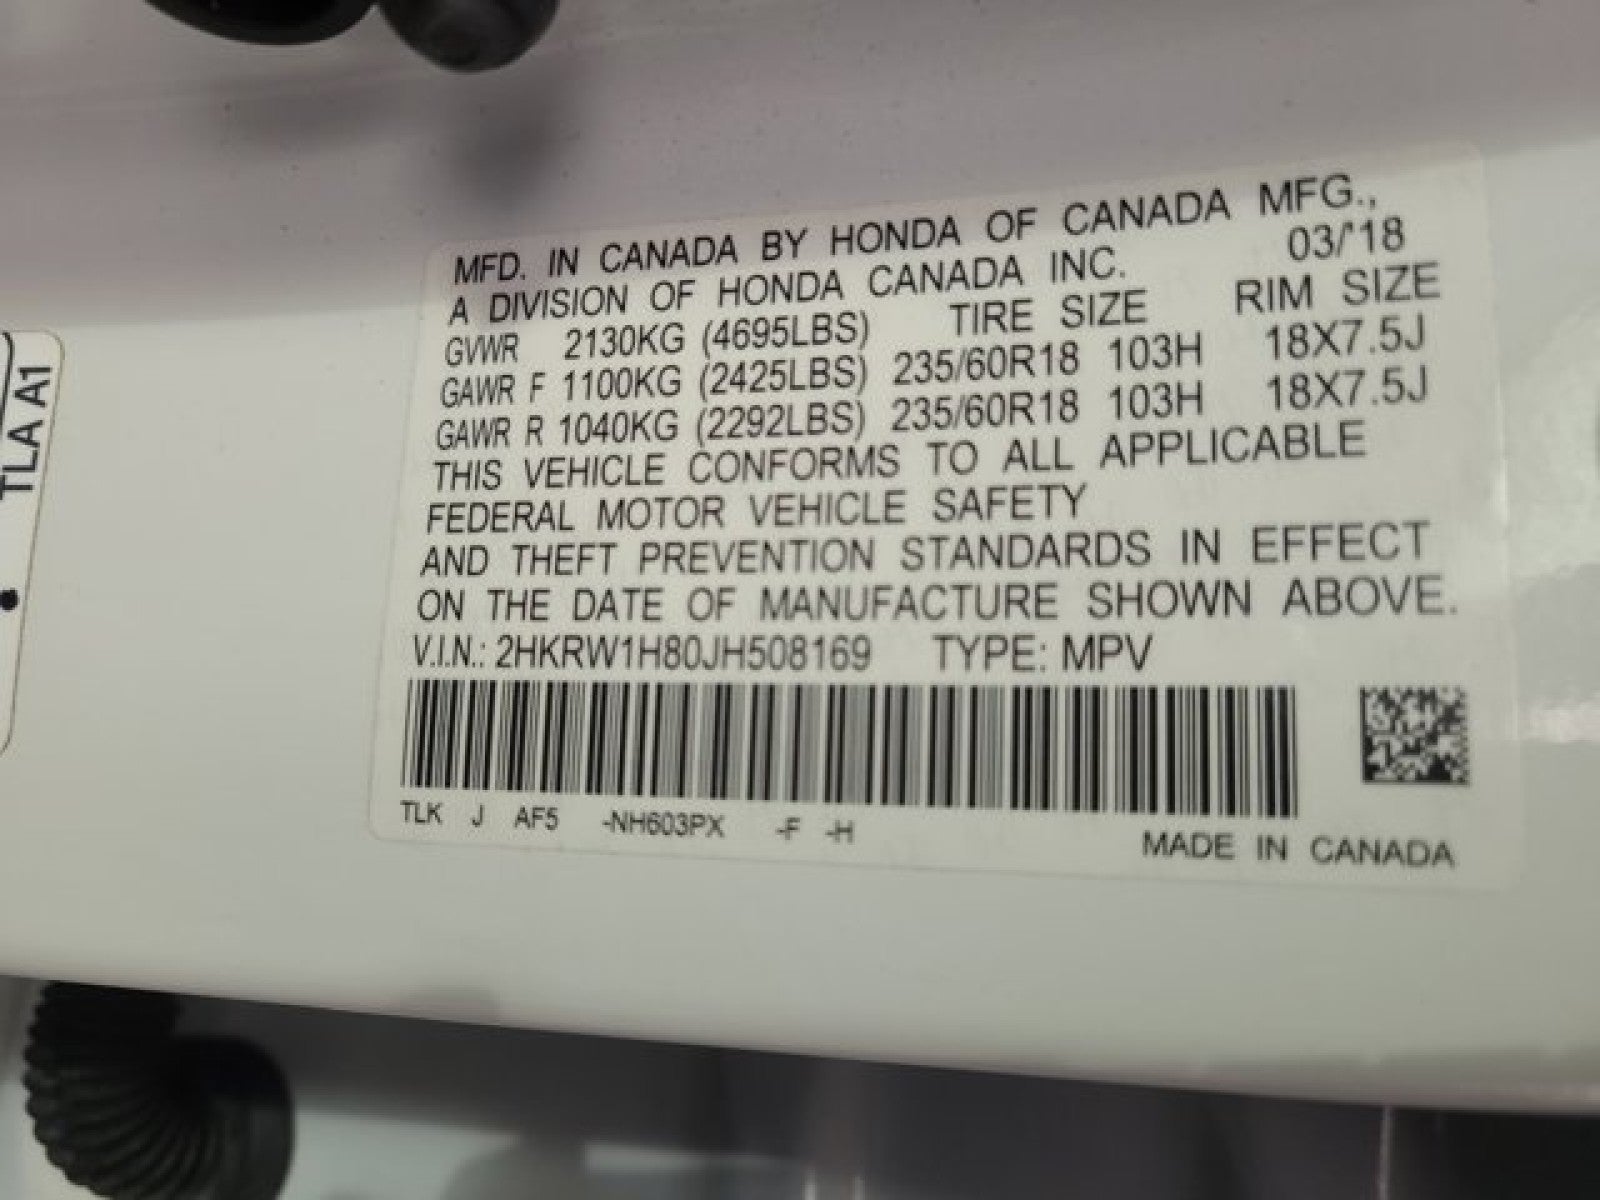 MFD. IN CANADA BY HONDA OF CANADA MFG.,
A DIVISION OF HONDA CANADA INC. 03/'18
GVWR 2130KG (4695LBS) TIRE SIZE RIM SIZE
GAWR F 1100KG (2425LBS) 235/60R18 103H 18X7.5J
GAWR R 1040KG (2292LBS) 235/60R18 103H 18X7.5J
THIS VEHICLE CONFORMS TO ALL APPLICABLE
FEDERAL MOTOR VEHICLE SAFETY
AND THEFT PREVENTION STANDARDS IN EFFECT
ON THE DATE OF MANUFACTURE SHOWN ABOVE.
V.I.N.: 2HKRW1H80JH508169 TYPE: MPV
TLK J AF5 -NH603PX -F -H
MADE IN CANADA
TLA A1